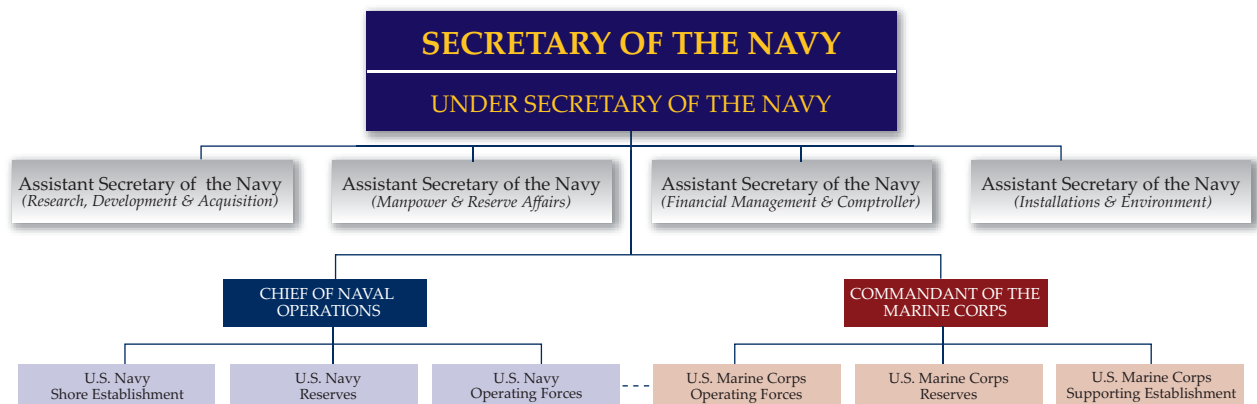 SECRETARY OF THE NAVY
UNDER SECRETARY OF THE NAVY
Assistant Secretary of the Navy
(Research, Development & Acquisition)
Assistant Secretary of the Navy
(Manpower & Reserve Affairs)
Assistant Secretary of the Navy
(Financial Management & Comptroller)
Assistant Secretary of the Navy
(Installations & Environment)
CHIEF OF NAVAL
OPERATIONS
COMMANDANT OF THE
MARINE CORPS
U.S. Navy
Shore Establishment
U.S. Navy
Reserves
U.S. Navy
Operating Forces
U.S. Marine Corps
Operating Forces
U.S. Marine Corps
Reserves
U.S. Marine Corps
Supporting Establishment